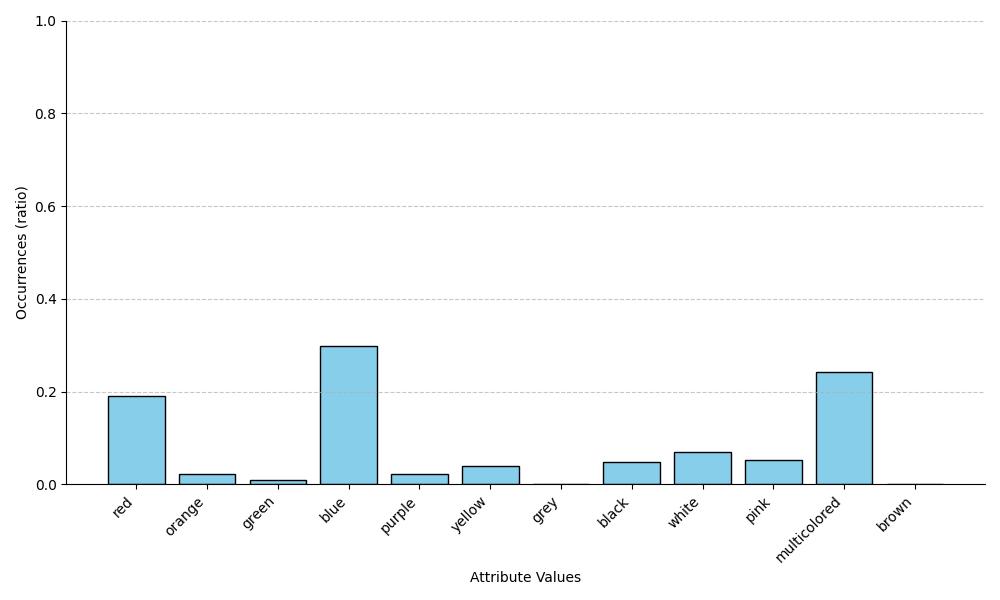 1.0
0.8
0.6
0.4
0.2
0.0
Occurrences (ratio)
red
orange
green
blue
purple
yellow
grey
black
white
pink
multicolored
brown
Attribute Values